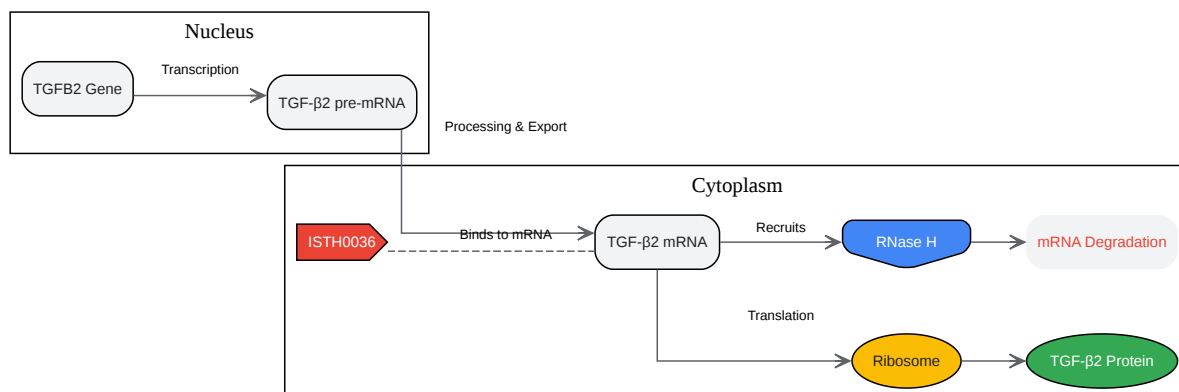 Nucleus
Transcription
TGFB2 Gene
TGF-β2 pre-mRNA
Processing & Export
Cytoplasm
ISTH0036
Binds to mRNA
TGF-β2 mRNA
Recruits
RNase H
mRNA Degradation
Translation
Ribosome
TGF-β2 Protein